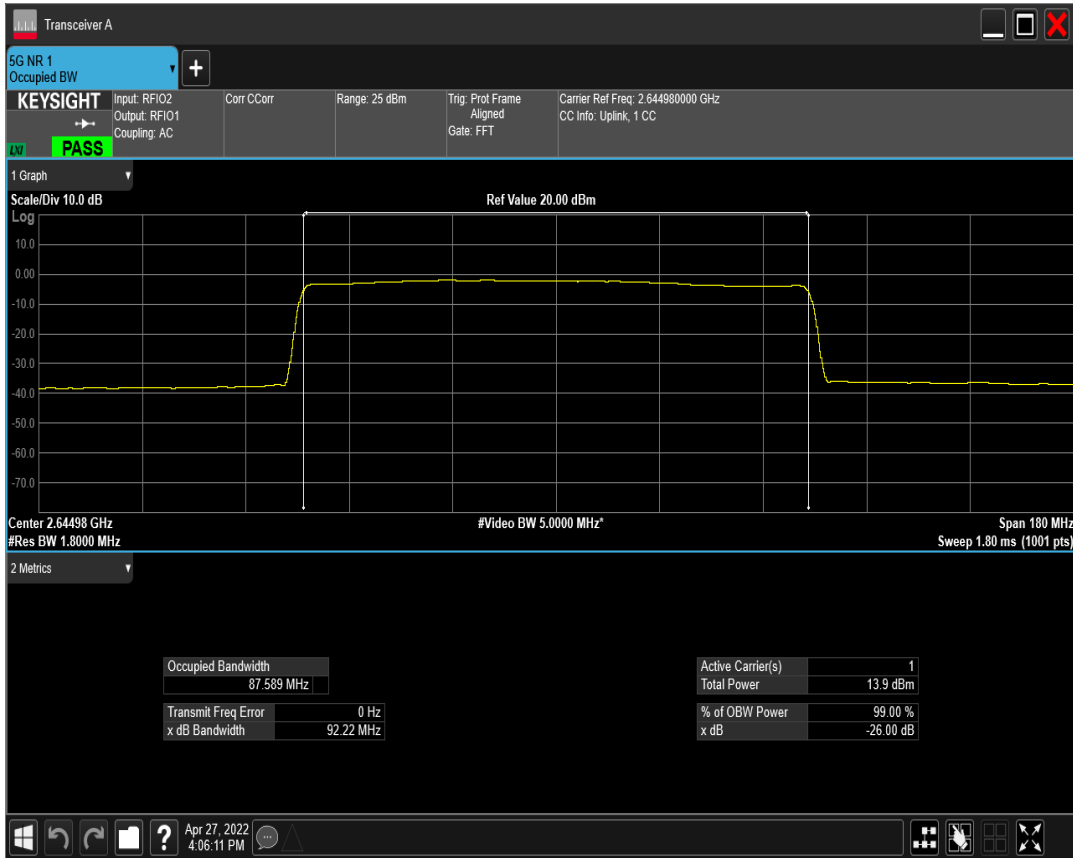 Transceiver A
5G NR 1
Occupied BW
+
KEYSIGHT
LXI
PASS
Input: RFIO2
Output: RFIO1
Coupling: AC
Corr CCorr
Range: 25 dBm
Trig: Prot Frame
Aligned
Gate: FFT
Carrier Ref Freq: 2.644980000 GHz
CC Info: Uplink, 1 CC
1 Graph
Scale/Div 10.0 dB
Ref Value 20.00 dBm
Log
10.0
0.00
-10.0
-20.0
-30.0
-40.0
-50.0
-60.0
-70.0
Center 2.64498 GHz
#Video BW 5.0000 MHz*
Span 180 MHz
#Res BW 1.8000 MHz
Sweep 1.80 ms (1001 pts)
2 Metrics
Occupied Bandwidth
87.589 MHz
Transmit Freq Error 0 Hz
x dB Bandwidth 92.22 MHz
Active Carrier(s) 1
Total Power 13.9 dBm
% of OBW Power 99.00 %
x dB -26.00 dB
?
Apr 27, 2022
4:06:11 PM